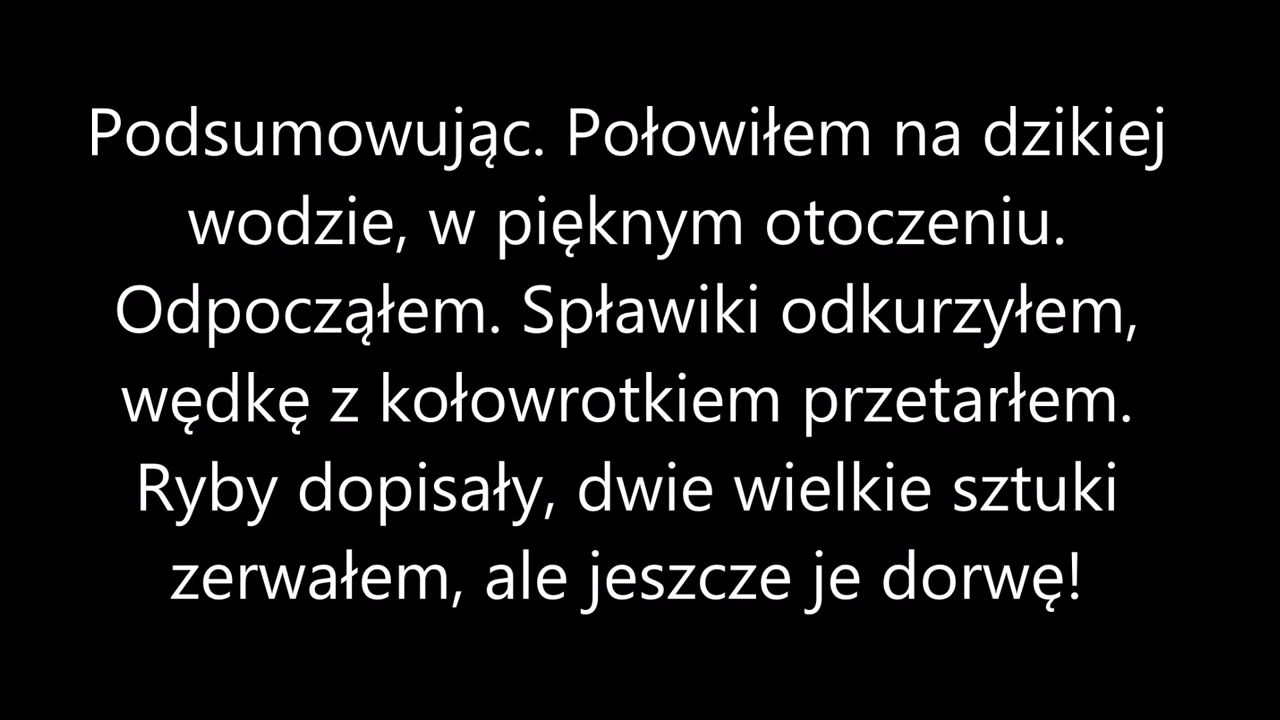 Podsumowując. Połowiłem na dzikiej
wodzie, w pięknym otoczeniu.
Odpocząłem. Spławiki odkurzyłem,
wędkę z kołowrotkiem przetarłem.
Ryby dopisały, dwie wielkie sztuki
zerwałem, ale jeszcze je dorwę!